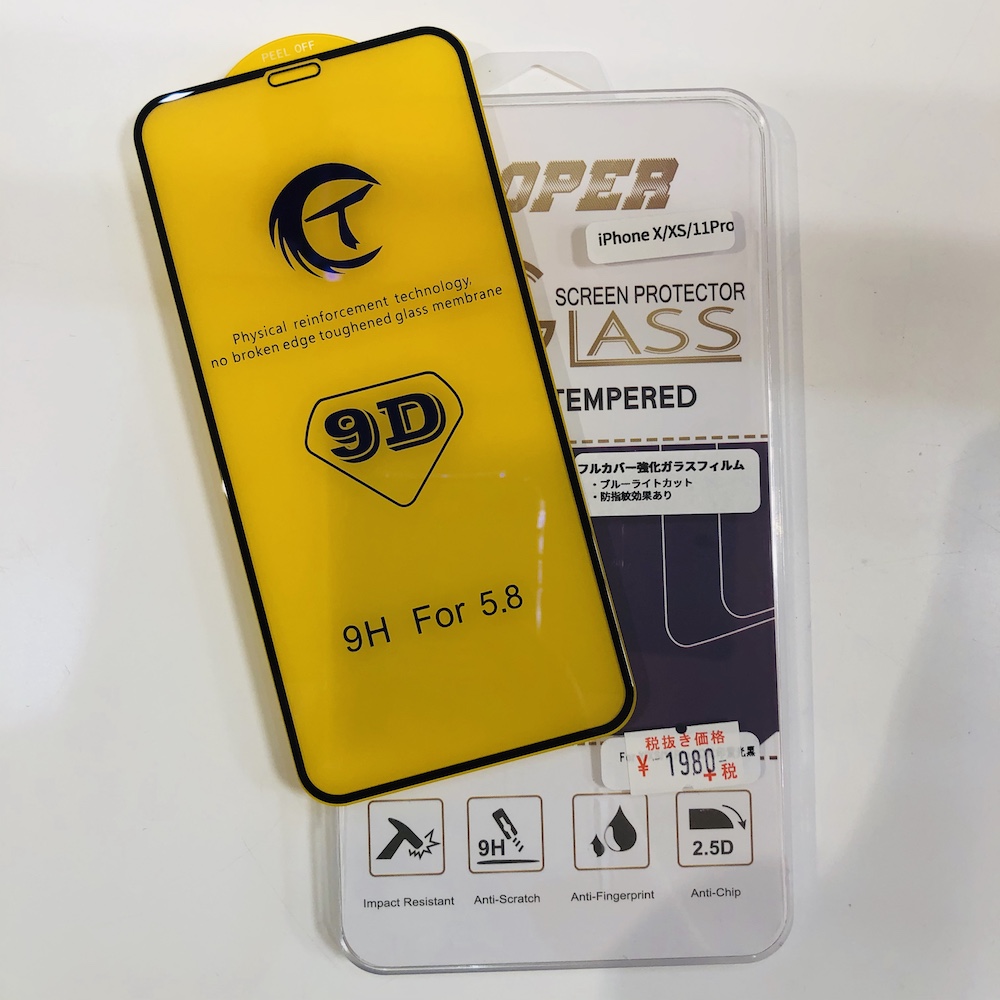 PEEL OFF
Physical reinforcement technology,
no broken edge toughened glass membrane
9D
9H For 5.8
OPER
iPhone X/XS/11Pro
SCREEN PROTECTOR
LASS
TEMPERED
フルカバー強化ガラスフィルム
・ブルーライトカット
・防指紋効果あり
税抜き価格
¥ 1980+税
9H
2.5D
Impact Resistant
Anti-Scratch
Anti-Fingerprint
Anti-Chip